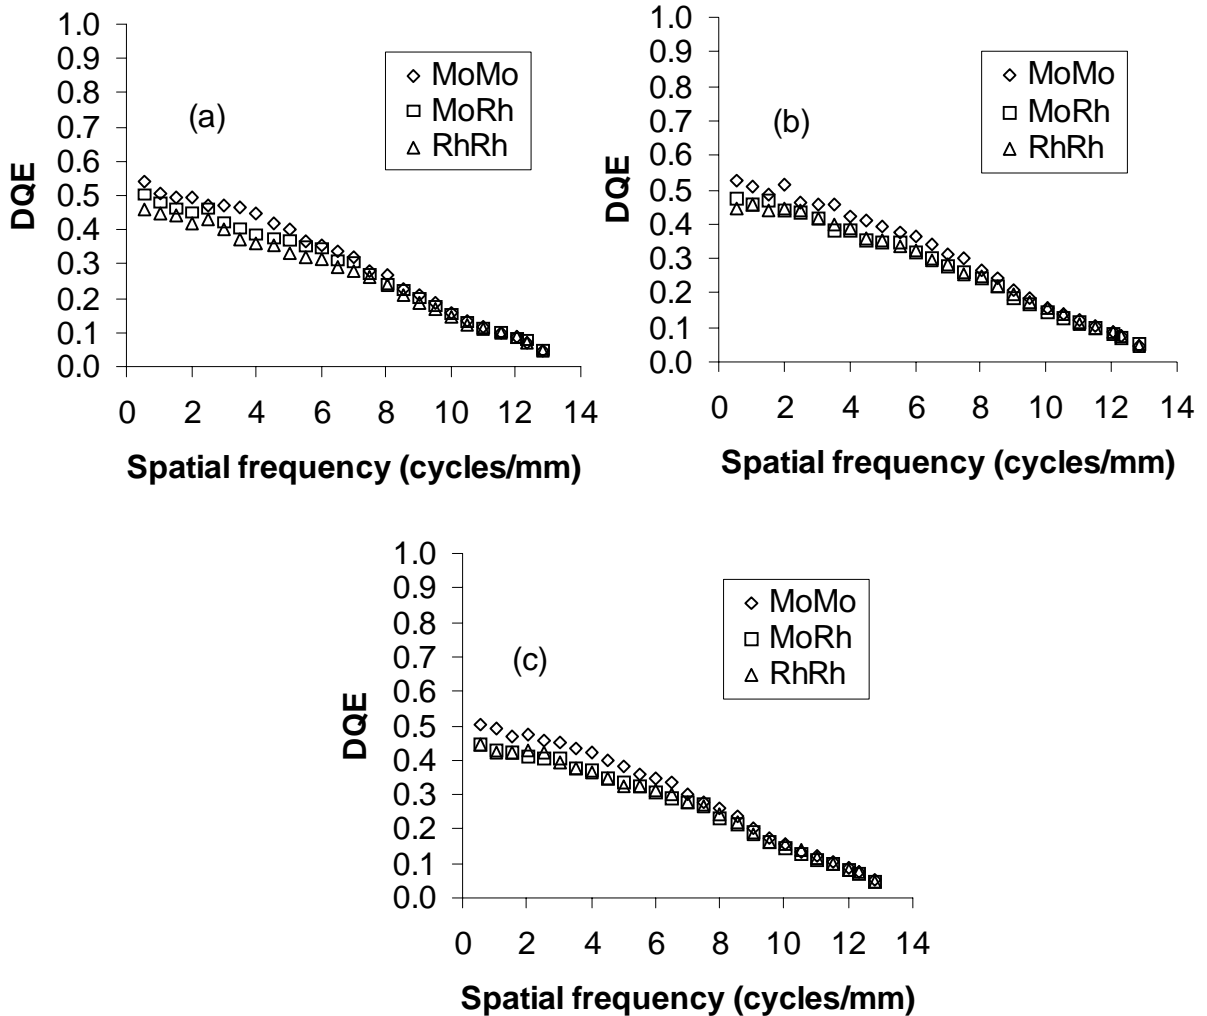 1.0
0.9
0.8
0.7
0.6
0.5
0.4
0.3
0.2
0.1
0.0
DQE
(a)
MoMo
MoRh
RhRh
0 2 4 6 8 10 12 14
Spatial frequency (cycles/mm)
1.0
0.9
0.8
0.7
0.6
0.5
0.4
0.3
0.2
0.1
0.0
DQE
(b)
MoMo
MoRh
RhRh
0 2 4 6 8 10 12 14
Spatial frequency (cycles/mm)
1.0
0.9
0.8
0.7
0.6
0.5
0.4
0.3
0.2
0.1
0.0
DQE
(c)
MoMo
MoRh
RhRh
0 2 4 6 8 10 12 14
Spatial frequency (cycles/mm)